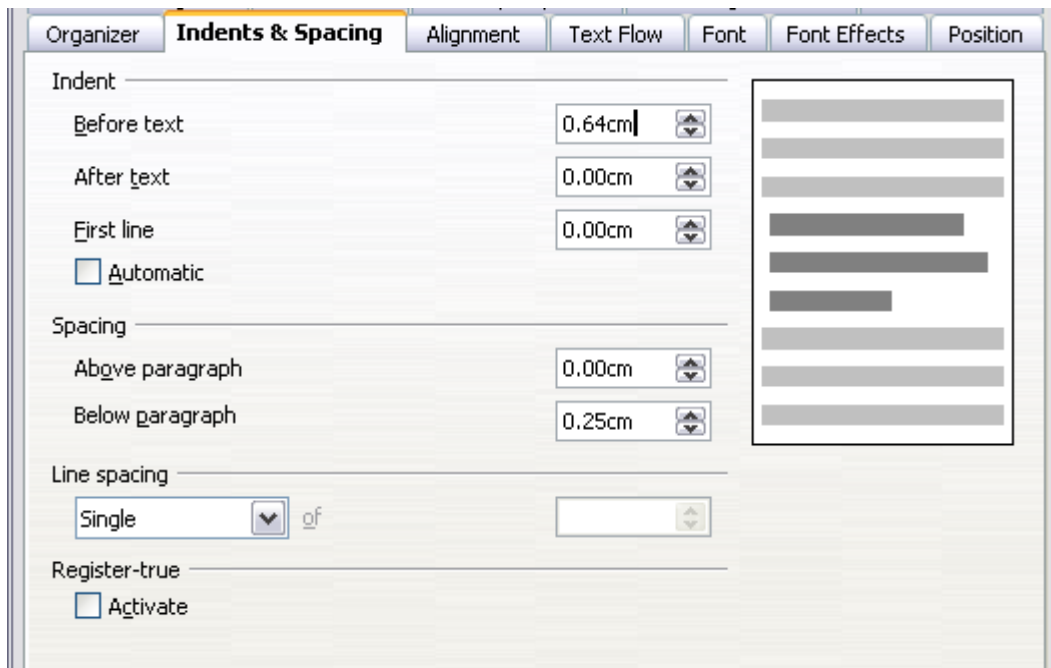 Organizer Indents & Spacing Alignment Text Flow Font Font Effects Position
Indent
Before text 0.64cm
After text 0.00cm
First line 0.00cm
Automatic
Spacing
Above paragraph 0.00cm
Below paragraph 0.25cm
Line spacing
Single of
Register-true
Activate